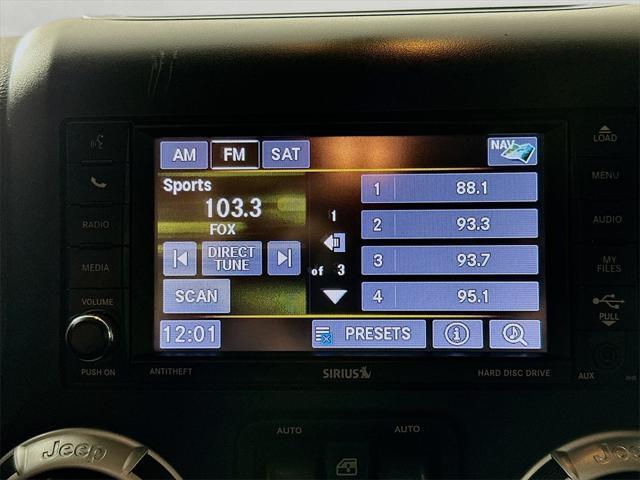 AM FM SAT NAV
LOAD
Sports
103.3
FOX
1 88.1
MENU
1
2 93.3
RADIO
AUDIO
DIRECT
TUNE
of 3
3 93.7
MEDIA
MY
FILES
SCAN
4 95.1
VOLUME
PULL
12:01 PRESETS
PUSH ON
ANTITHEFT SIRIUS HARD DISC DRIVE AUX
AUTO AUTO
Jeep Jeep